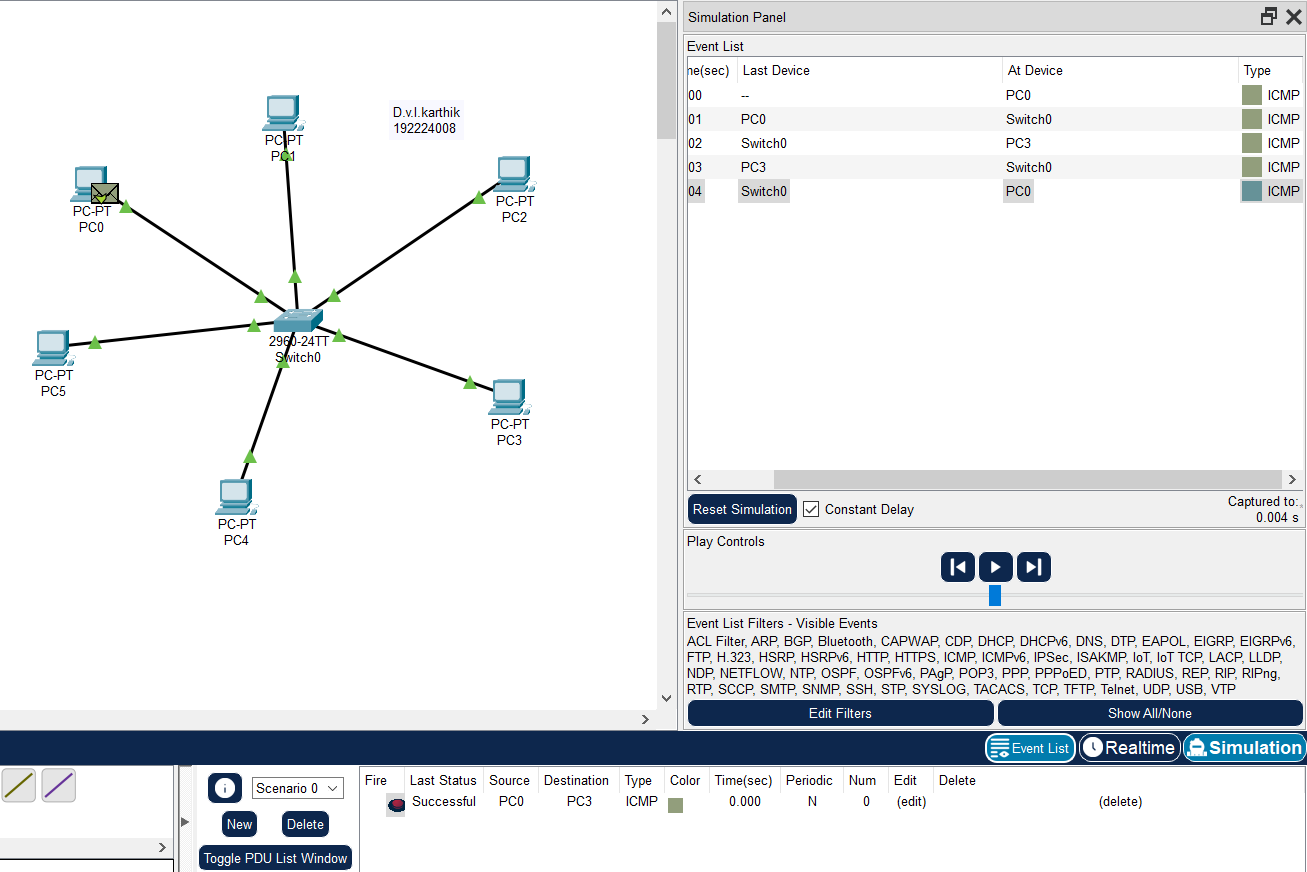 Simulation Panel
Event List
ne(sec) Last Device At Device Type
00 -- PC0 ICMP
01 PC0 Switch0 ICMP
02 Switch0 PC3 ICMP
03 PC3 Switch0 ICMP
04 Switch0 PC0 ICMP
D.v.l.karthik
192224008
PC-PT
PC1
PC-PT
PC0
PC-PT
PC2
2960-24TT
Switch0
PC-PT
PC5
PC-PT
PC3
PC-PT
PC4
Reset Simulation Constant Delay
Captured to:
0.004 s
Play Controls
Event List Filters - Visible Events
ACL Filter, ARP, BGP, Bluetooth, CAPWAP, CDP, DHCP, DHCPv6, DNS, DTP, EAPOL, EIGRP, EIGRPv6,
FTP, H.323, HSRP, HSRPv6, HTTP, HTTPS, ICMP, ICMPv6, IPSec, ISAKMP, IoT, IoT TCP, LACP, LLDP,
NDP, NETFLOW, NTP, OSPF, OSPFv6, PAgP, POP3, PPP, PPPoED, PTP, RADIUS, REP, RIP, RIPng,
RTP, SCCP, SMTP, SNMP, SSH, STP, SYSLOG, TACACS, TCP, TFTP, Telnet, UDP, USB, VTP
Edit Filters Show All/None
Event List Realtime Simulation
Scenario 0
New Delete
Toggle PDU List Window
Fire Last Status Source Destination Type Color Time(sec) Periodic Num Edit Delete
Successful PC0 PC3 ICMP 0.000 N 0 (edit) (delete)